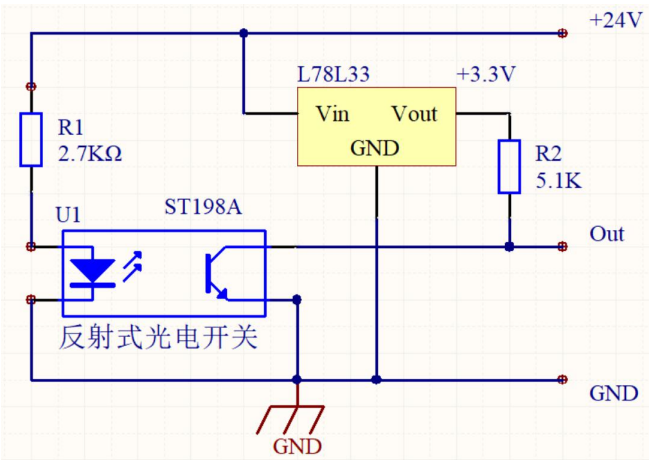 +24V
L78L33
+3.3V
Vin
Vout
GND
R1
2.7KΩ
R2
5.1K
U1
ST198A
Out
反射式光电开关
GND
GND